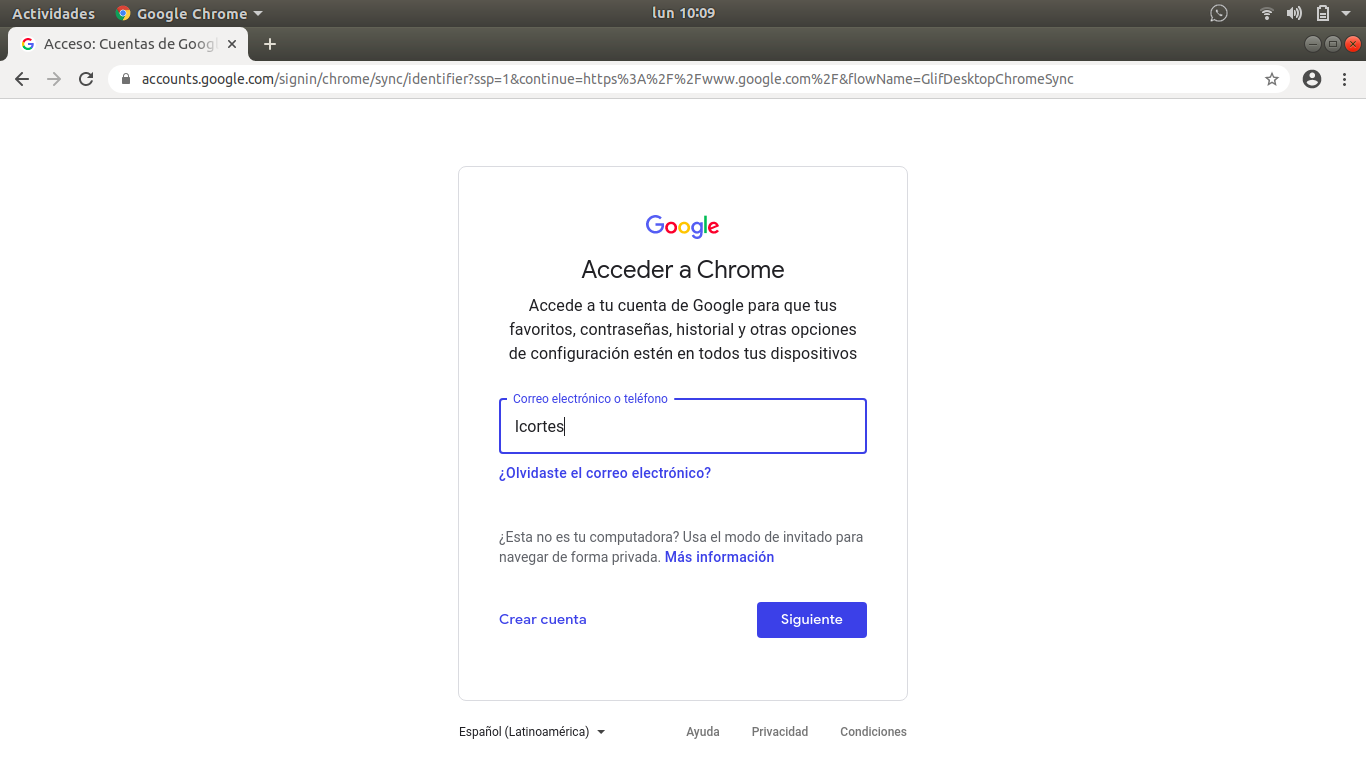 Actividades
Google Chrome
lun 10:09
Acceso: Cuentas de Googl
accounts.google.com/signin/chrome/sync/identifier?ssp=1&continue=https%3A%2F%2Fwww.google.com%2F&flowName=GlifDesktopChromeSync
Google
Acceder a Chrome
Accede a tu cuenta de Google para que tus
favoritos, contraseñas, historial y otras opciones
de configuración estén en todos tus dispositivos
Correo electrónico o teléfono
lcortes
¿Olvidaste el correo electrónico?
¿Esta no es tu computadora? Usa el modo de invitado para
navegar de forma privada. Más información
Crear cuenta
Siguiente
Español (Latinoamérica)
Ayuda
Privacidad
Condiciones